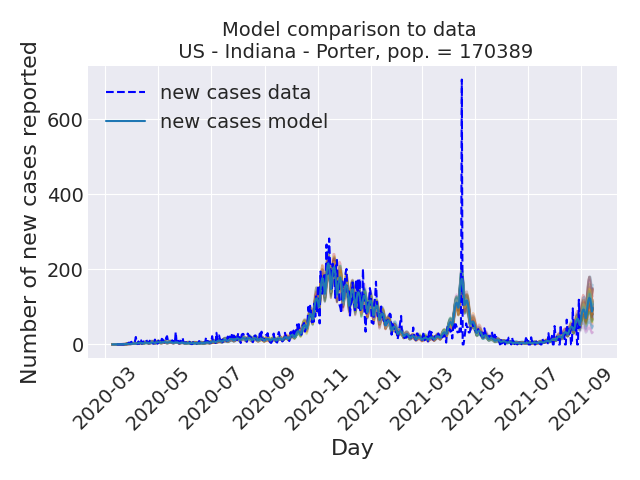 Model comparison to data
US - Indiana - Porter, pop. = 170389
new cases data
new cases model
Number of new cases reported
600
400
200
0
2020-03
2020-05
2020-07
2020-09
2020-11
2021-01
2021-03
2021-05
2021-07
2021-09
Day